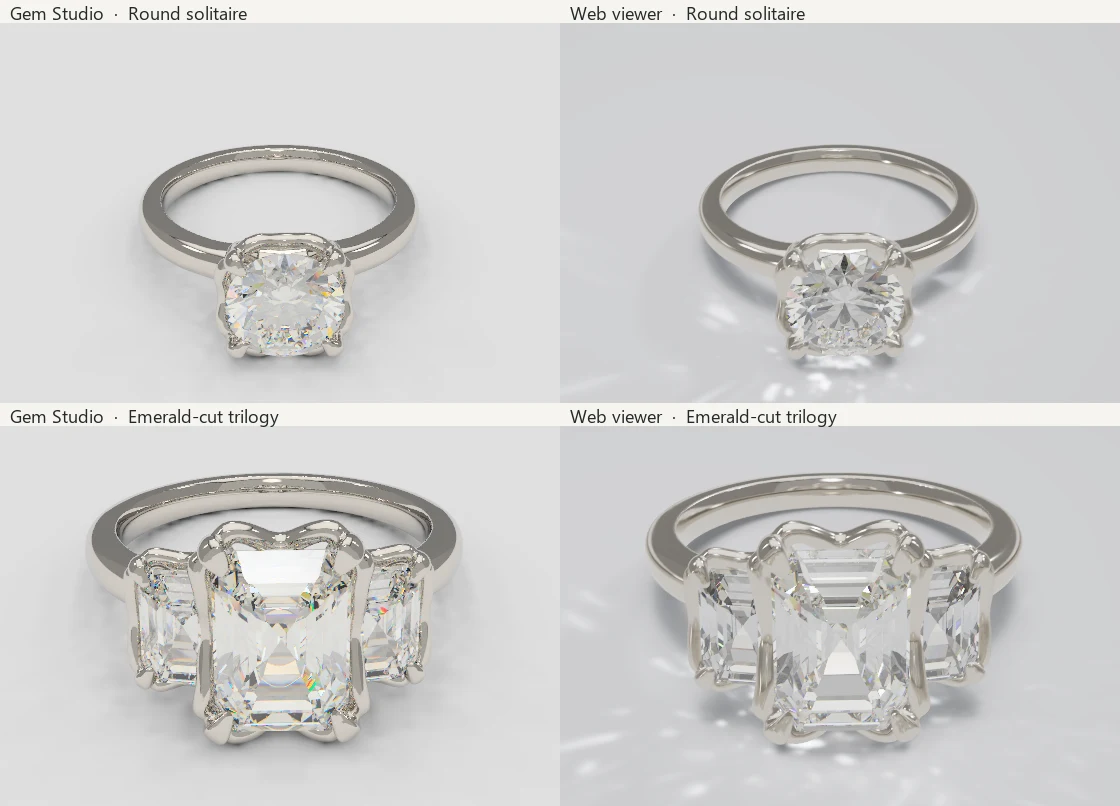 Gem Studio · Round solitaire
Web viewer · Round solitaire
Gem Studio · Emerald-cut trilogy
Web viewer · Emerald-cut trilogy